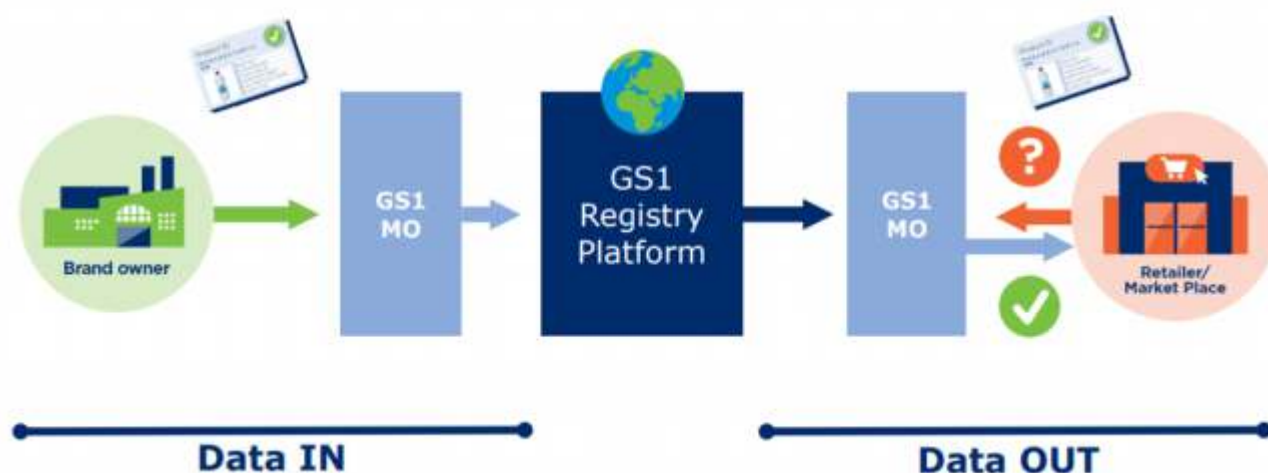 GS1
MO
GS1
Registry
Platform
GS1
MO
?
Brand owner
Retailer/
Market Place
Data IN
Data OUT